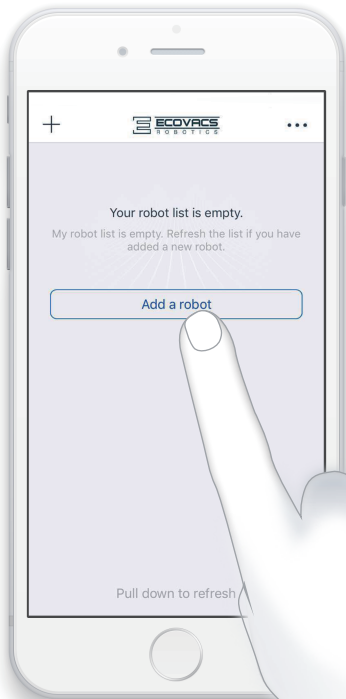 ECOVACS
ROBOTICS
Your robot list is empty.
My robot list is empty. Refresh the list if you have
added a new robot.
Add a robot
Pull down to refresh